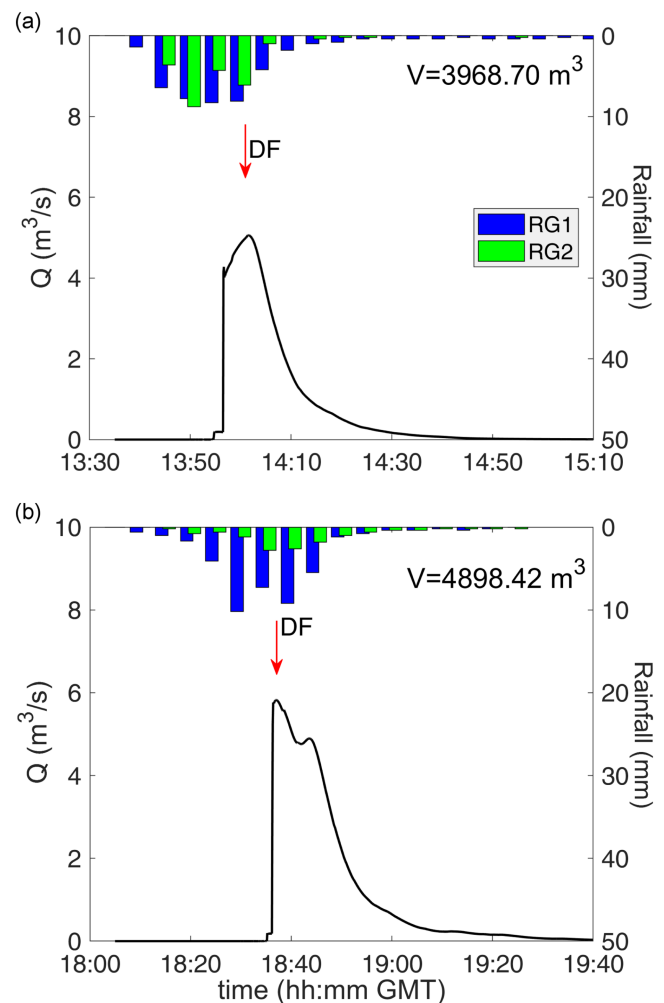 (a)
10
8
6
4
2
0
Q (m³/s)
0
10
20
30
40
50
Rainfall (mm)
V=3968.70 m³
DF
RG1
RG2
13:30
13:50
14:10
14:30
14:50
15:10
(b)
10
8
6
4
2
0
Q (m³/s)
0
10
20
30
40
50
Rainfall (mm)
V=4898.42 m³
DF
18:00
18:20
18:40
19:00
19:20
19:40
time (hh:mm GMT)